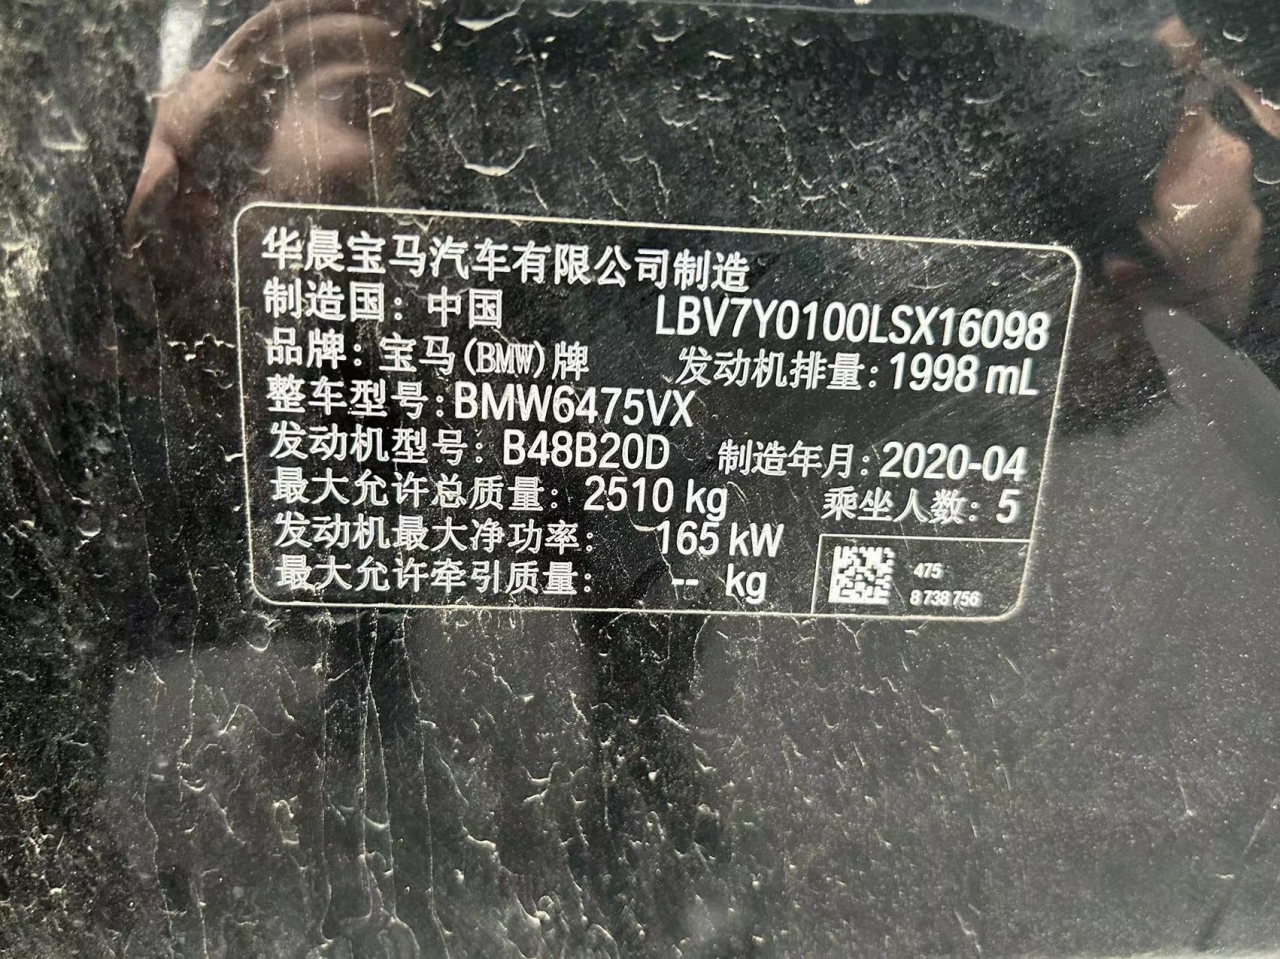 华晨宝马汽车有限公司制造
制造国：中国 LBV7Y0100LSX16098
品牌：宝马(BMW)牌 发动机排量：1998 mL
整车型号：BMW6475VX
发动机型号：B48B20D 制造年月：2020-04
最大允许总质量：2510 kg 乘坐人数：5
发动机最大净功率：165 kW
最大允许牵引质量：-- kg
475
8 738 756